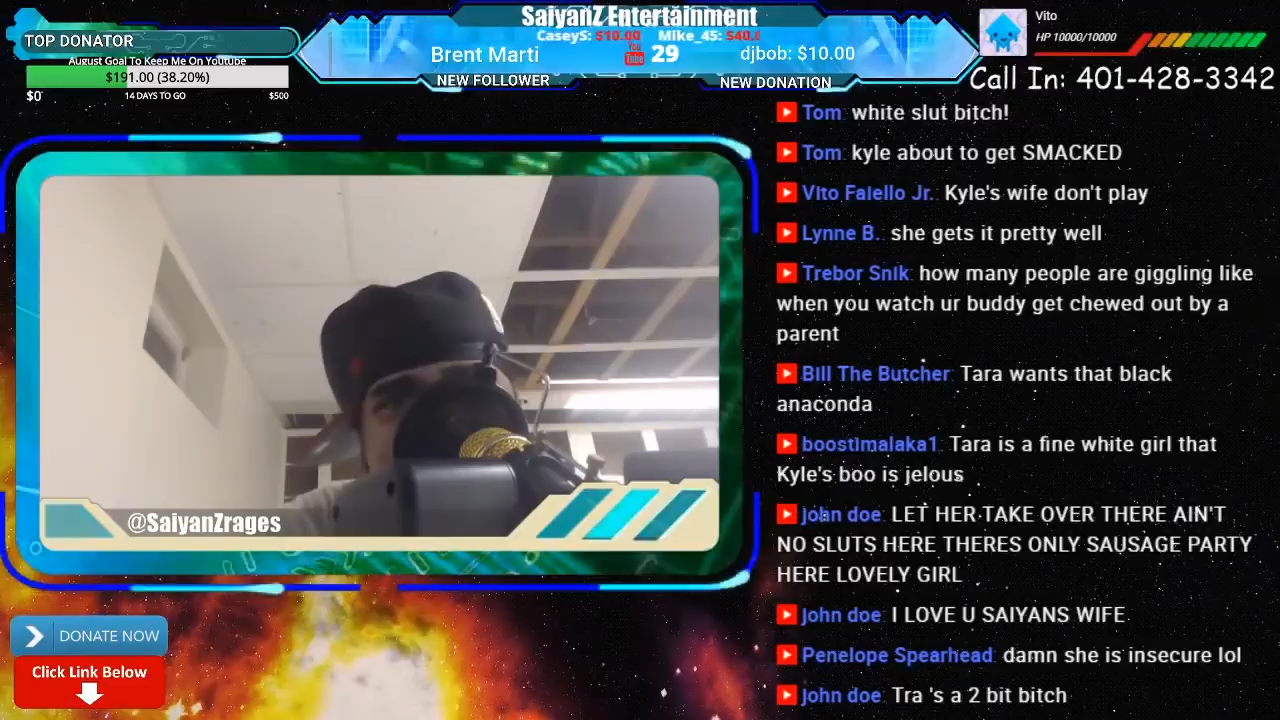 SaiyanZ Entertainment
TOP DONATOR
CaseyS: $10.00 Mike_45: $40.0
Vito
HP 10000/10000
August Goal To Keep Me On Youtube
$191.00 (38.20%)
$0 14 DAYS TO GO $500
Brent Marti
You Tube 29
djbob: $10.00
NEW FOLLOWER
NEW DONATION
Call In: 401-428-3342
Tom: white slut bitch!
Tom: kyle about to get SMACKED
Vito Faiello Jr.: Kyle's wife don't play
Lynne B.: she gets it pretty well
Trebor Snik: how many people are giggling like
when you watch ur buddy get chewed out by a
parent
Bill The Butcher: Tara wants that black
anaconda
boostimalaka1: Tara is a fine white girl that
Kyle's boo is jelous
john doe: LET HER TAKE OVER THERE AIN'T
NO SLUTS HERE THERES ONLY SAUSAGE PARTY
HERE LOVELY GIRL
john doe: I LOVE U SAIYANS WIFE
Penelope Spearhead: damn she is insecure lol
john doe: Tra 's a 2 bit bitch
@SaiyanZrages
DONATE NOW
Click Link Below